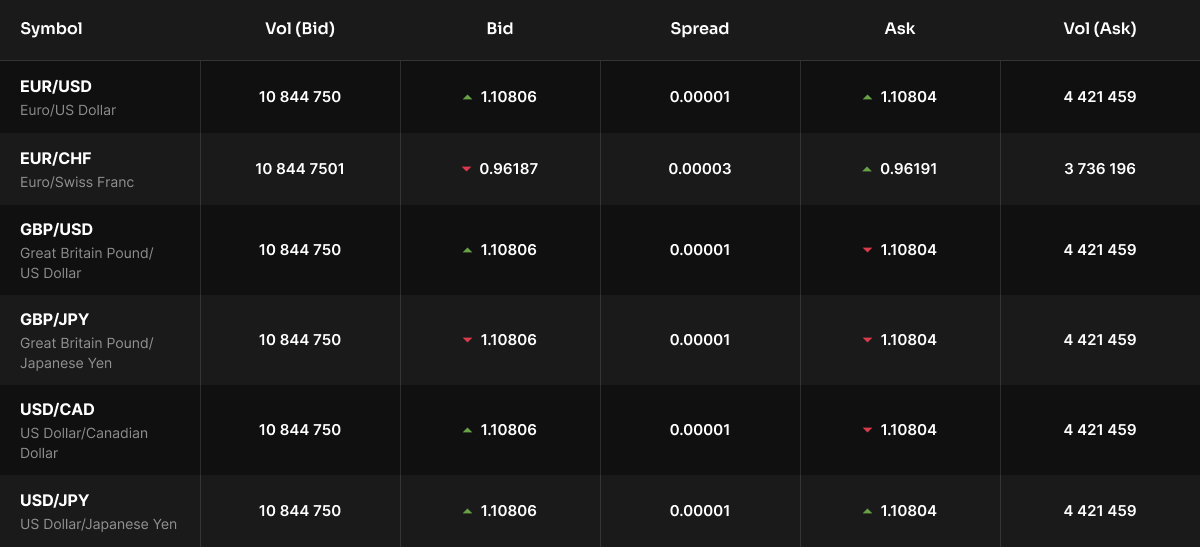 Symbol Vol (Bid) Bid Spread Ask Vol (Ask)
EUR/USD
Euro/US Dollar
10 844 750 1.10806 0.00001 1.10804 4 421 459
EUR/CHF
Euro/Swiss Franc
10 844 7501 0.96187 0.00003 0.96191 3 736 196
GBP/USD
Great Britain Pound/
US Dollar
10 844 750 1.10806 0.00001 1.10804 4 421 459
GBP/JPY
Great Britain Pound/
Japanese Yen
10 844 750 1.10806 0.00001 1.10804 4 421 459
USD/CAD
US Dollar/Canadian
Dollar
10 844 750 1.10806 0.00001 1.10804 4 421 459
USD/JPY
US Dollar/Japanese Yen
10 844 750 1.10806 0.00001 1.10804 4 421 459